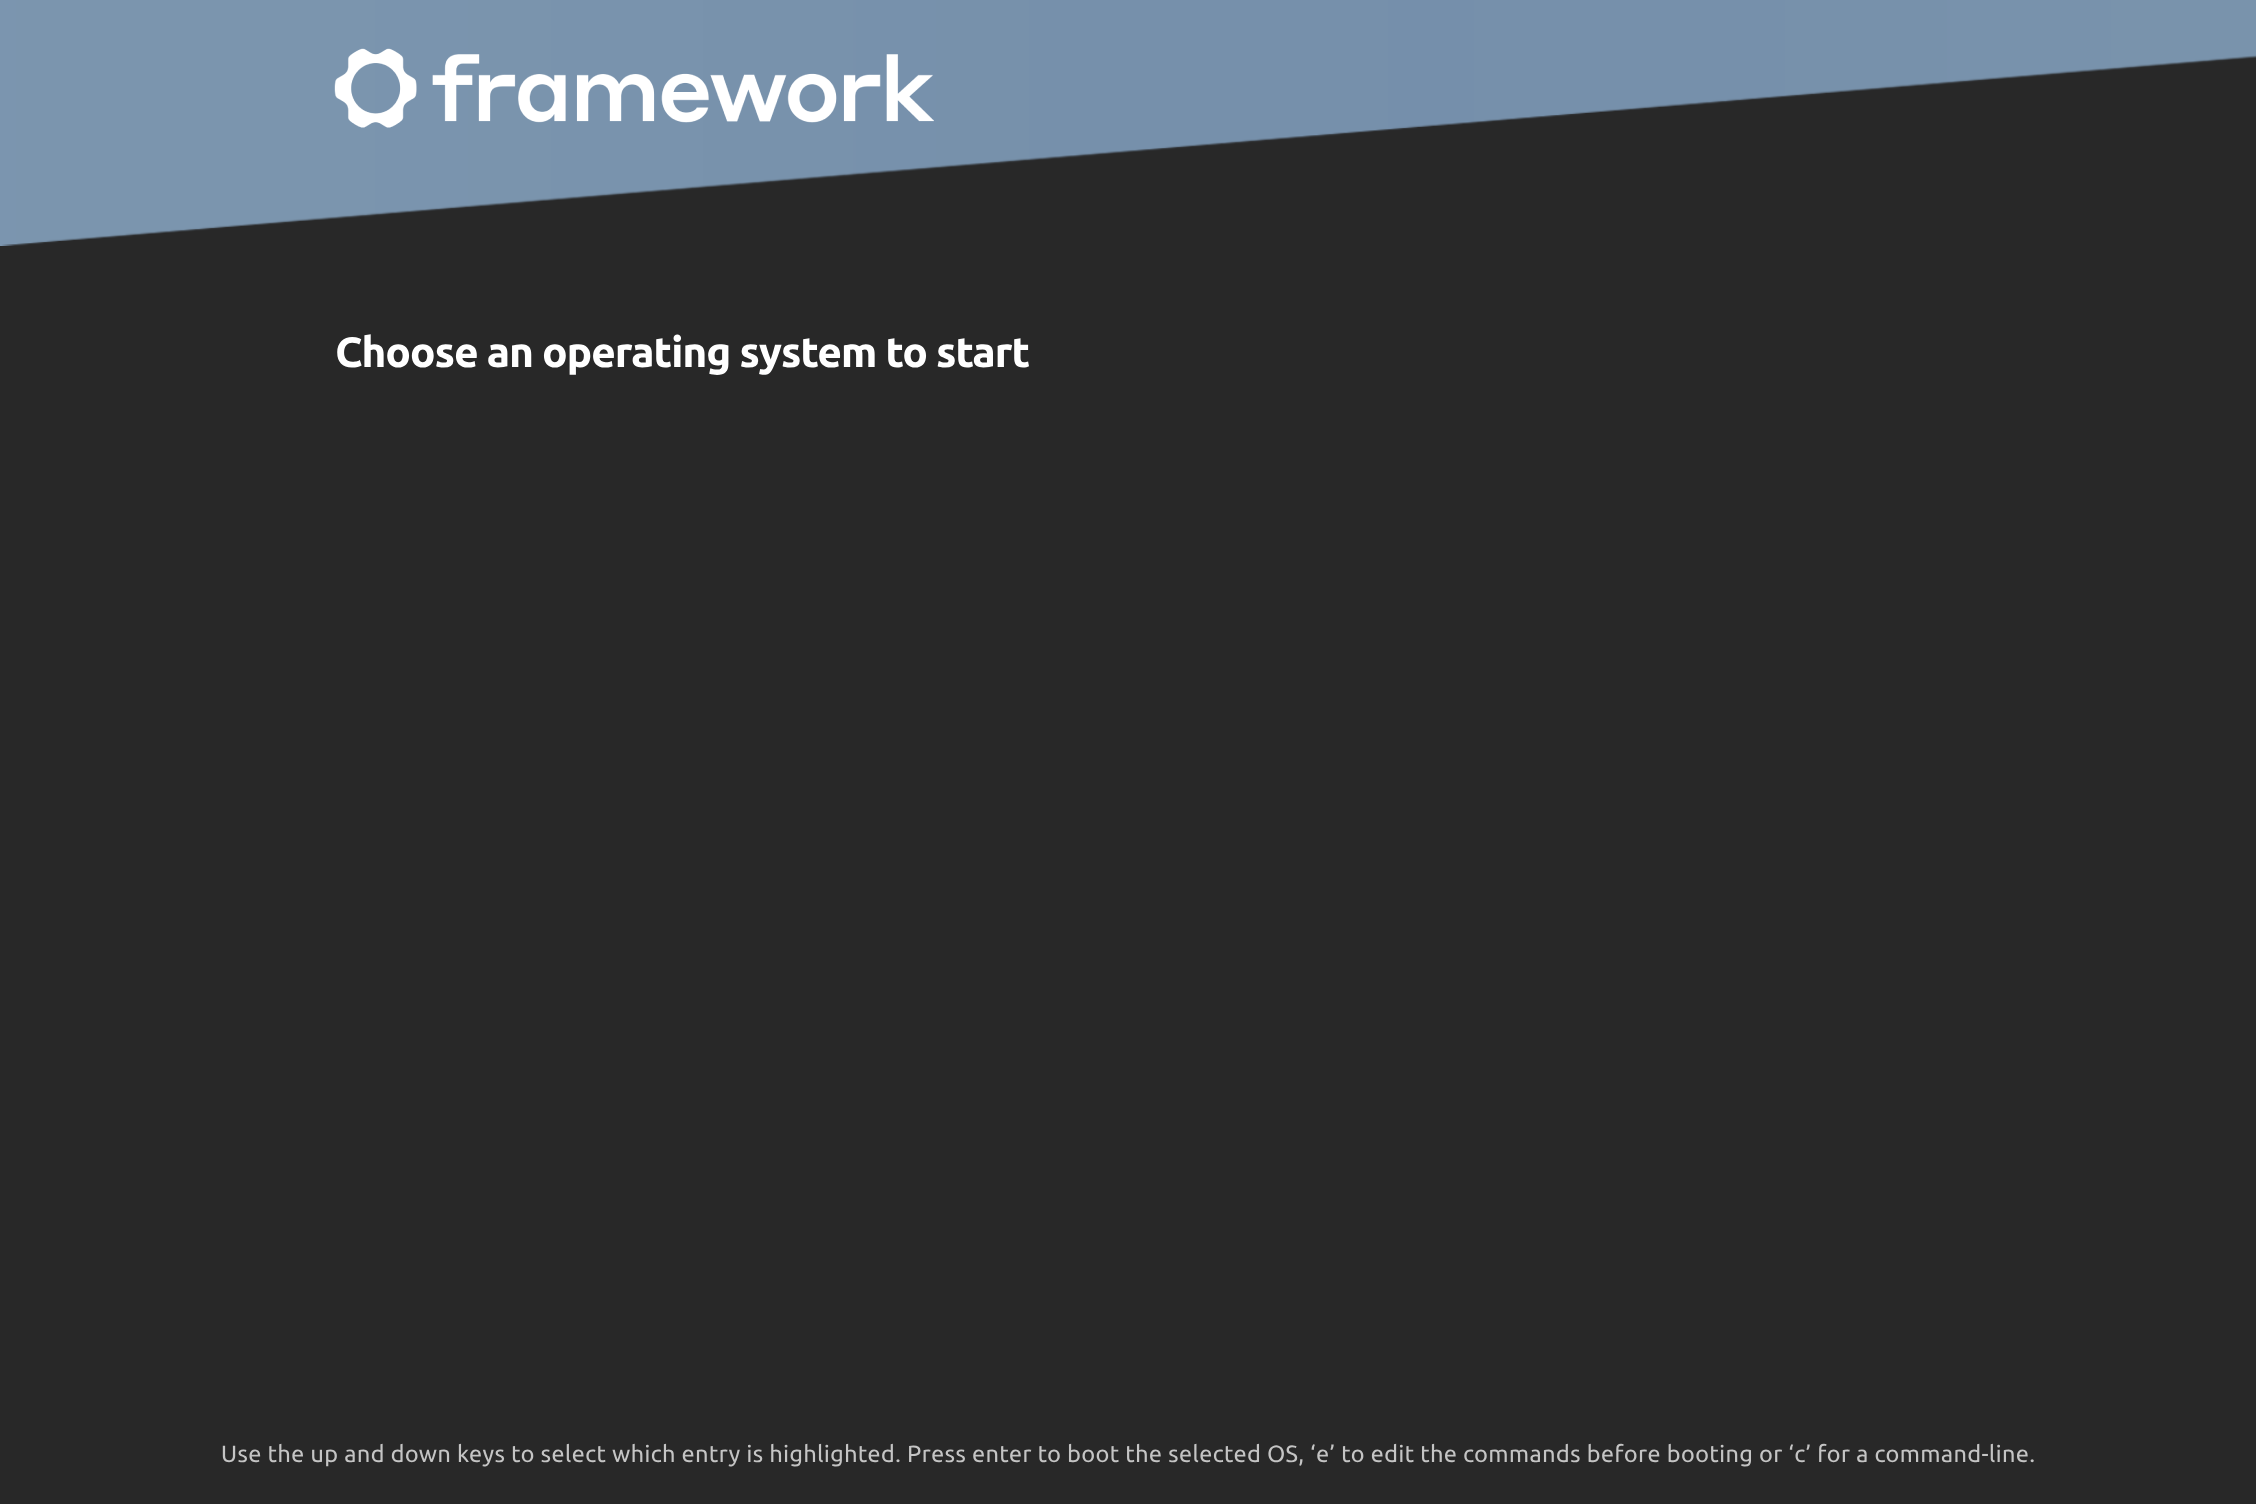 framework
Choose an operating system to start
Use the up and down keys to select which entry is highlighted. Press enter to boot the selected OS, ‘e’ to edit the commands before booting or ‘c’ for a command-line.